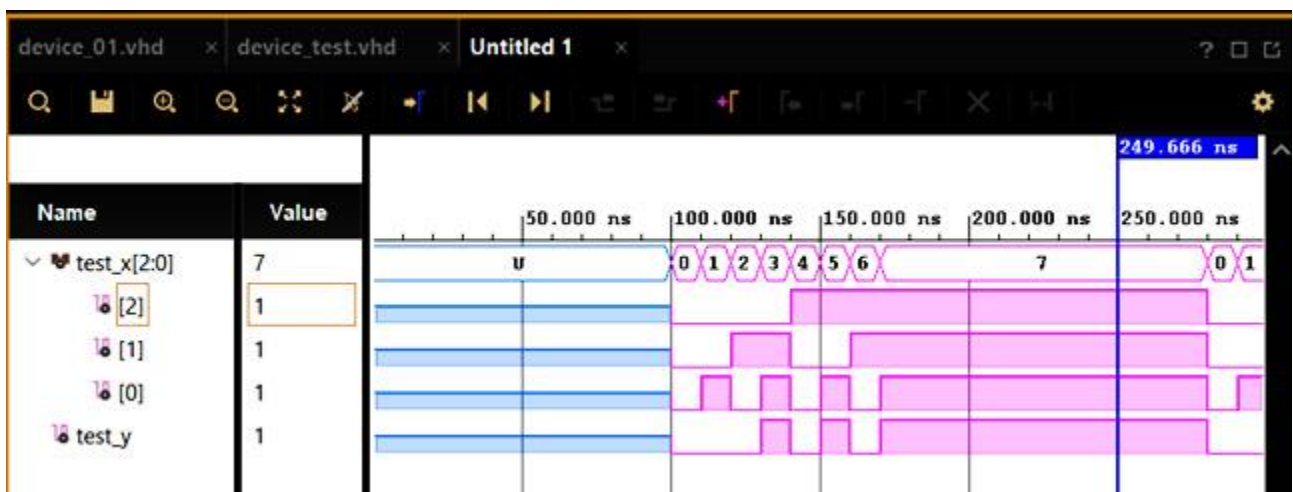 device_01.vhd × device_test.vhd × Untitled 1 × ?
249.666 ns
Name Value 50.000 ns 100.000 ns 150.000 ns 200.000 ns 250.000 ns
test_x[2:0] 7 U 0 1 2 3 4 5 6 7 0 1
[2] 1
[1] 1
[0] 1
test_y 1